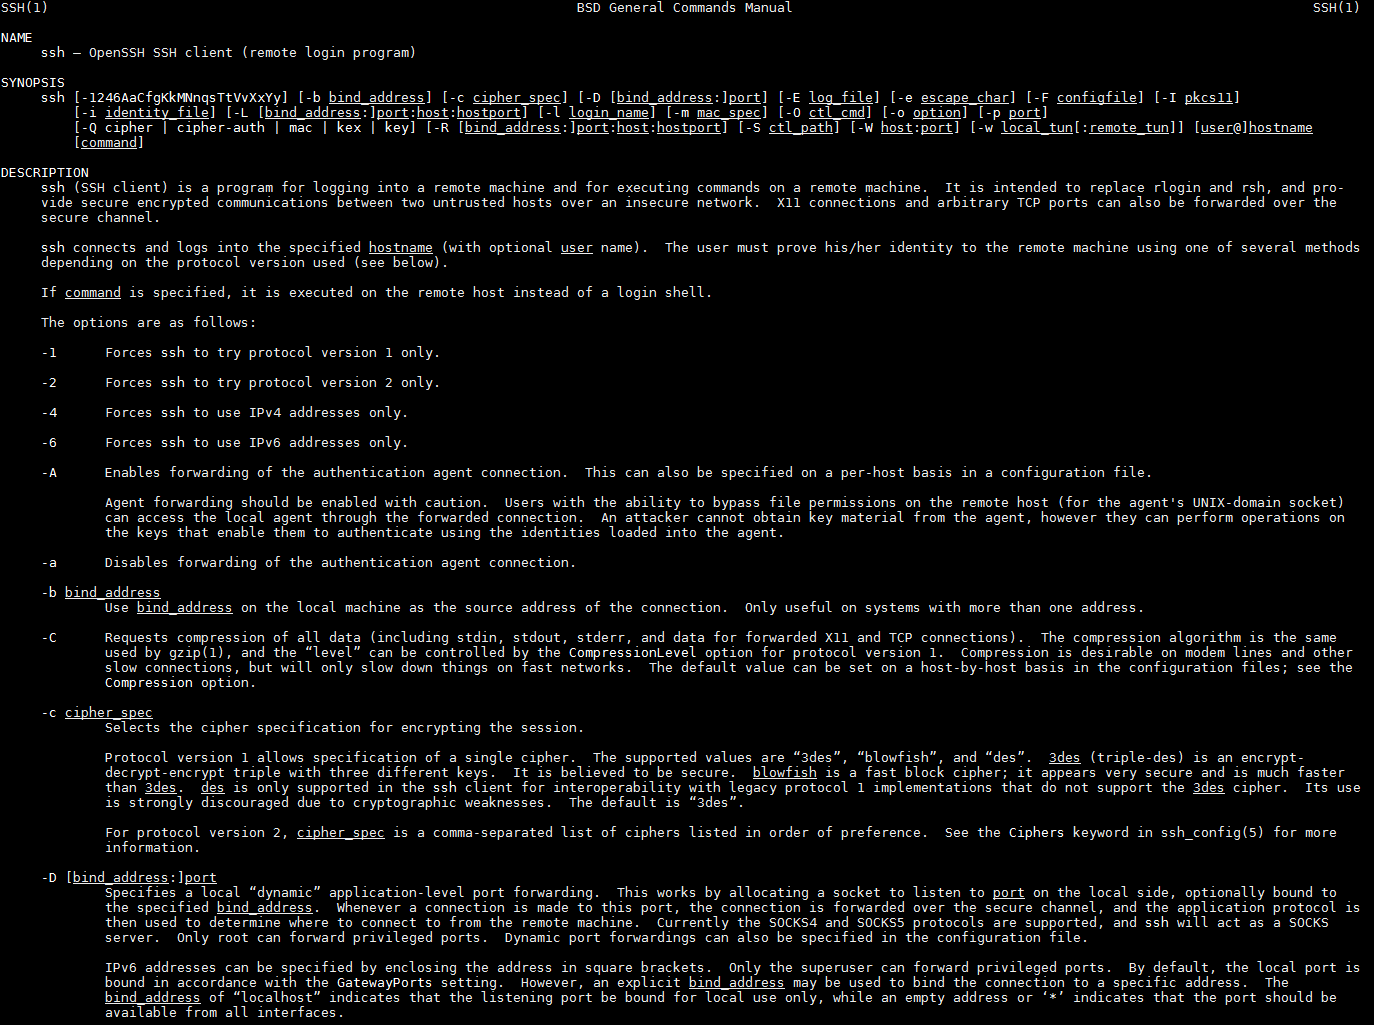 SSH(1) BSD General Commands Manual SSH(1)
NAME
ssh — OpenSSH SSH client (remote login program)
SYNOPSIS
ssh [-1246AaCfgKkMNnqsTtVvXxYy] [-b bind_address] [-c cipher_spec] [-D [bind_address:]port] [-E log_file] [-e escape_char] [-F configfile] [-I pkcs11]
[-i identity_file] [-L [bind_address:]port:host:hostport] [-l login_name] [-m mac_spec] [-O ctl_cmd] [-o option] [-p port]
[-Q cipher | cipher-auth | mac | kex | key] [-R [bind_address:]port:host:hostport] [-S ctl_path] [-W host:port] [-w local_tun[:remote_tun]] [user@]hostname
[command]
DESCRIPTION
ssh (SSH client) is a program for logging into a remote machine and for executing commands on a remote machine.  It is intended to replace rlogin and rsh, and pro-
vide secure encrypted communications between two untrusted hosts over an insecure network.  X11 connections and arbitrary TCP ports can also be forwarded over the
secure channel.
ssh connects and logs into the specified hostname (with optional user name).  The user must prove his/her identity to the remote machine using one of several methods
depending on the protocol version used (see below).
If command is specified, it is executed on the remote host instead of a login shell.
The options are as follows:
-1      Forces ssh to try protocol version 1 only.
-2      Forces ssh to try protocol version 2 only.
-4      Forces ssh to use IPv4 addresses only.
-6      Forces ssh to use IPv6 addresses only.
-A      Enables forwarding of the authentication agent connection.  This can also be specified on a per-host basis in a configuration file.
Agent forwarding should be enabled with caution.  Users with the ability to bypass file permissions on the remote host (for the agent's UNIX-domain socket)
can access the local agent through the forwarded connection.  An attacker cannot obtain key material from the agent, however they can perform operations on
the keys that enable them to authenticate using the identities loaded into the agent.
-a      Disables forwarding of the authentication agent connection.
-b bind_address
Use bind_address on the local machine as the source address of the connection.  Only useful on systems with more than one address.
-C      Requests compression of all data (including stdin, stdout, stderr, and data for forwarded X11 and TCP connections).  The compression algorithm is the same
used by gzip(1), and the “level” can be controlled by the CompressionLevel option for protocol version 1.  Compression is desirable on modem lines and other
slow connections, but will only slow down things on fast networks.  The default value can be set on a host-by-host basis in the configuration files; see the
Compression option.
-c cipher_spec
Selects the cipher specification for encrypting the session.
Protocol version 1 allows specification of a single cipher.  The supported values are “3des”, “blowfish”, and “des”.  3des (triple-des) is an encrypt-
decrypt-encrypt triple with three different keys.  It is believed to be secure.  blowfish is a fast block cipher; it appears very secure and is much faster
than 3des.  des is only supported in the ssh client for interoperability with legacy protocol 1 implementations that do not support the 3des cipher.  Its use
is strongly discouraged due to cryptographic weaknesses.  The default is “3des”.
For protocol version 2, cipher_spec is a comma-separated list of ciphers listed in order of preference.  See the Ciphers keyword in ssh_config(5) for more
information.
-D [bind_address:]port
Specifies a local “dynamic” application-level port forwarding.  This works by allocating a socket to listen to port on the local side, optionally bound to
the specified bind_address.  Whenever a connection is made to this port, the connection is forwarded over the secure channel, and the application protocol is
then used to determine where to connect to from the remote machine.  Currently the SOCKS4 and SOCKS5 protocols are supported, and ssh will act as a SOCKS
server.  Only root can forward privileged ports.  Dynamic port forwardings can also be specified in the configuration file.
IPv6 addresses can be specified by enclosing the address in square brackets.  Only the superuser can forward privileged ports.  By default, the local port is
bound in accordance with the GatewayPorts setting.  However, an explicit bind_address may be used to bind the connection to a specific address.  The
bind_address of “localhost” indicates that the listening port be bound for local use only, while an empty address or ‘*’ indicates that the port should be
available from all interfaces.